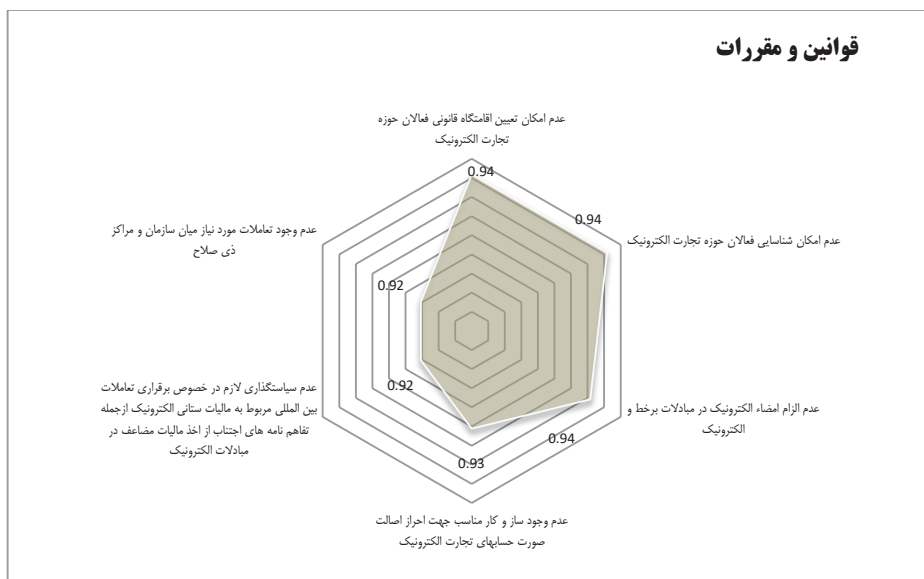 قوانین و مقررات
عدم امکان تعیین اقامتگاه قانونی فعالان حوزه
تجارت الکترونیک
0.94
0.94
عدم امکان شناسایی فعالان حوزه تجارت الکترونیک
عدم وجود تعاملات مورد نیاز میان سازمان و مراکز
ذی صلاح
0.92
عدم سیاستگذاری لازم در خصوص برقراری تعاملات
بین المللی مربوط به مالیات ستانی الکترونیک ازجمله
تفاهم نامه های اجتناب از اخذ مالیات مضاعف در
مبادلات الکترونیک
0.92
عدم الزام امضاء الکترونیک در مبادلات برخط و
الکترونیک
0.94
0.93
عدم وجود ساز و کار مناسب جهت احراز اصالت
صورت حسابهای تجارت الکترونیک